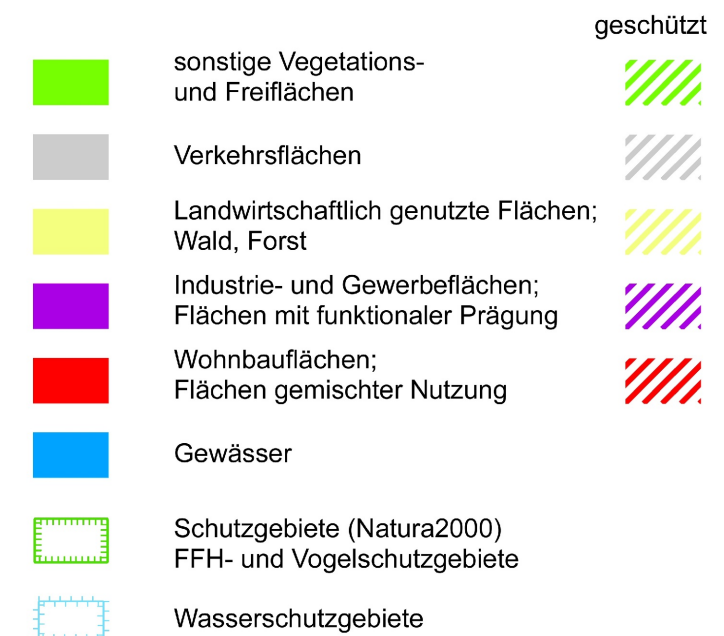 geschützt
sonstige Vegetations-
und Freiflächen
Verkehrsflächen
Landwirtschaftlich genutzte Flächen;
Wald, Forst
Industrie- und Gewerbeflächen;
Flächen mit funktionaler Prägung
Wohnbauflächen;
Flächen gemischter Nutzung
Gewässer
Schutzgebiete (Natura2000)
FFH- und Vogelschutzgebiete
Wasserschutzgebiete